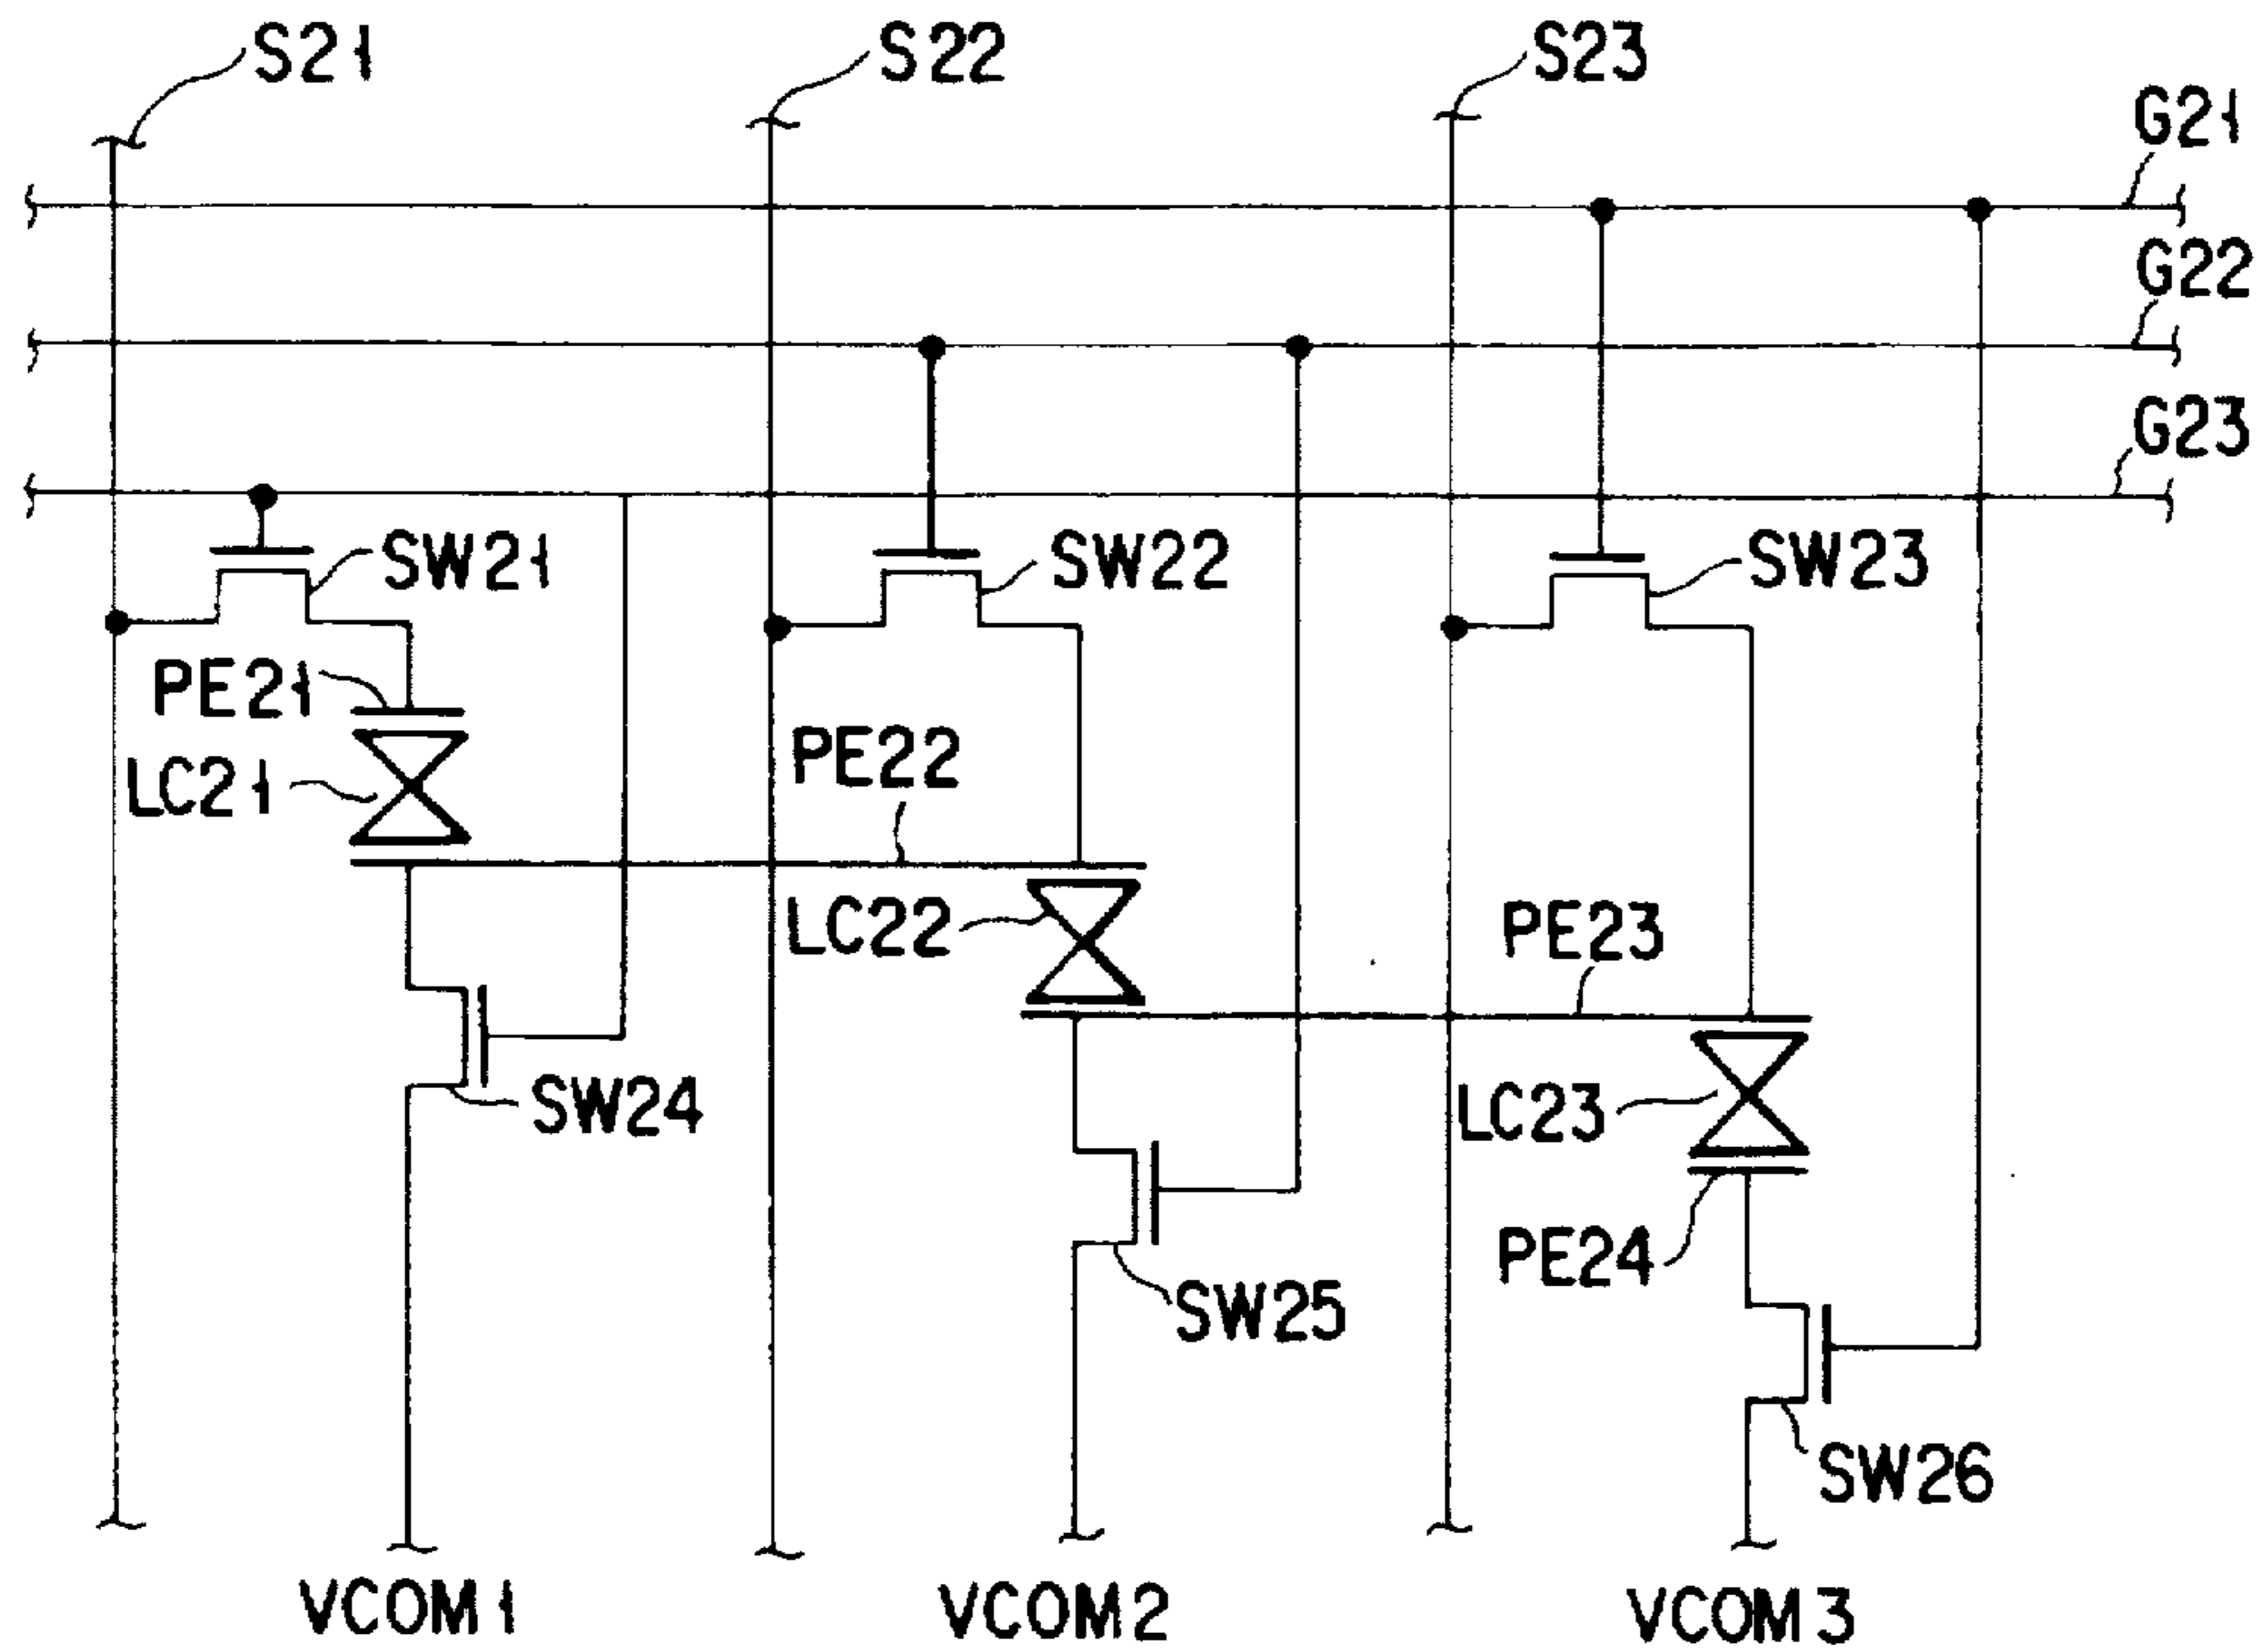 S21
S22
S23
G21
G22
G23
SW21
SW22
SW23
PE21
PE22
LC21
LC22
PE23
LC23
SW24
PE24
SW25
SW26
VCOM1
VCOM2
VCOM3